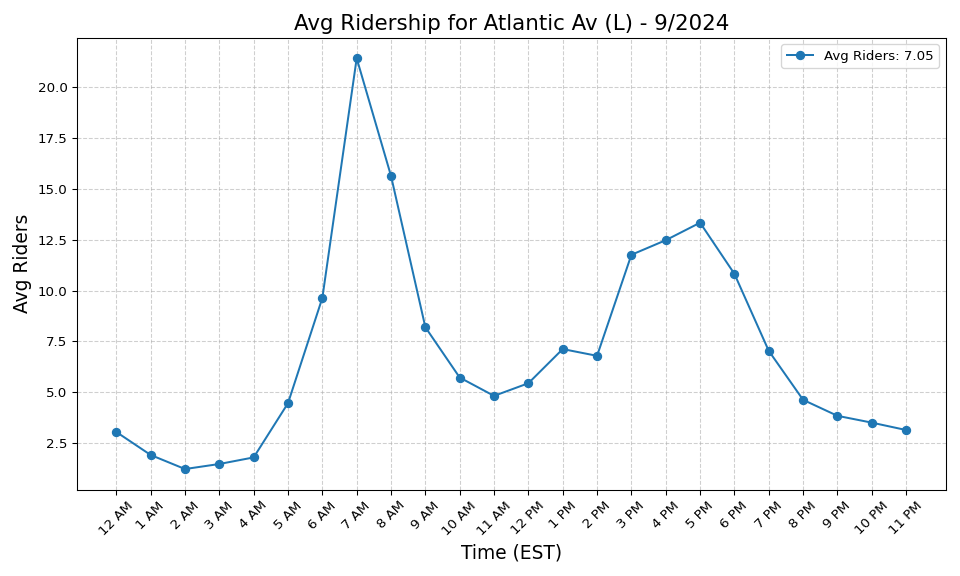 Avg Ridership for Atlantic Av (L) - 9/2024
Avg Riders: 7.05
Avg Riders
20.0
17.5
15.0
12.5
10.0
7.5
5.0
2.5
12 AM
1 AM
2 AM
3 AM
4 AM
5 AM
6 AM
7 AM
8 AM
9 AM
10 AM
11 AM
12 PM
1 PM
2 PM
3 PM
4 PM
5 PM
6 PM
7 PM
8 PM
9 PM
10 PM
11 PM
Time (EST)